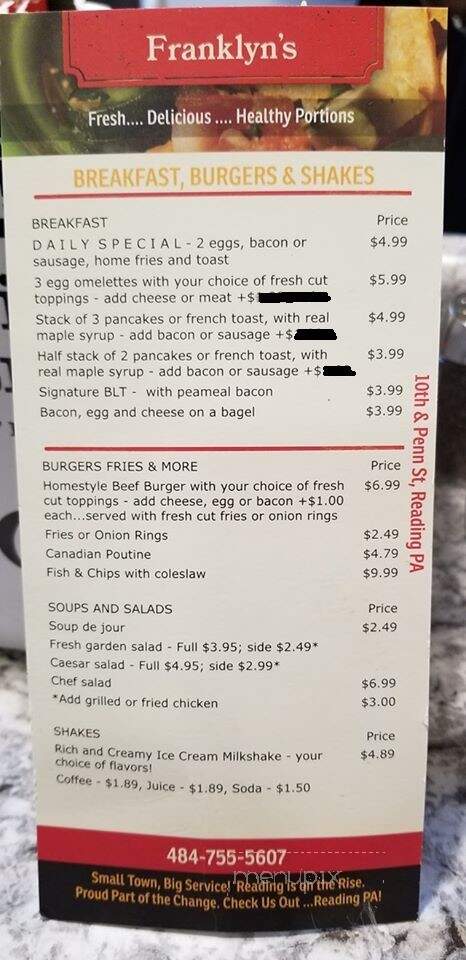 Franklyn's
Fresh.... Delicious .... Healthy Portions
BREAKFAST, BURGERS & SHAKES
BREAKFAST Price
DAILY SPECIAL - 2 eggs, bacon or $4.99
sausage, home fries and toast
3 egg omelettes with your choice of fresh cut $5.99
toppings - add cheese or meat +$
Stack of 3 pancakes or french toast, with real $4.99
maple syrup - add bacon or sausage +$
Half stack of 2 pancakes or french toast, with $3.99
real maple syrup - add bacon or sausage +$
Signature BLT - with peameal bacon $3.99
Bacon, egg and cheese on a bagel $3.99
10th & Penn St, Reading PA
BURGERS FRIES & MORE Price
Homestyle Beef Burger with your choice of fresh $6.99
cut toppings - add cheese, egg or bacon +$1.00
each...served with fresh cut fries or onion rings
Fries or Onion Rings $2.49
Canadian Poutine $4.79
Fish & Chips with coleslaw $9.99
SOUPS AND SALADS Price
Soup de jour $2.49
Fresh garden salad - Full $3.95; side $2.49*
Caesar salad - Full $4.95; side $2.99*
Chef salad $6.99
*Add grilled or fried chicken $3.00
SHAKES Price
Rich and Creamy Ice Cream Milkshake - your $4.89
choice of flavors!
Coffee - $1.89, Juice - $1.89, Soda - $1.50
484-755-5607
menupix
Small Town, Big Service! Reading is on the Rise.
Proud Part of the Change. Check Us Out ...Reading PA!